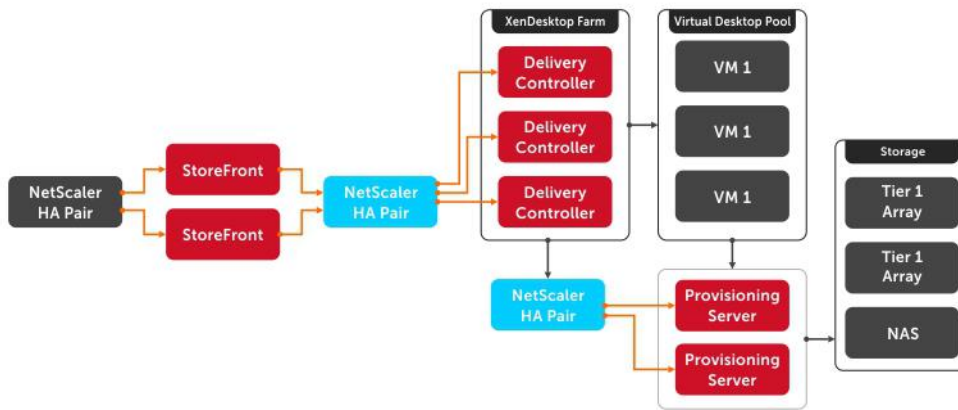 XenDesktop Farm
Virtual Desktop Pool
Delivery
Controller
VM 1
Delivery
Controller
VM 1
Storage
StoreFront
NetScaler
HA Pair
NetScaler
HA Pair
Delivery
Controller
VM 1
Tier 1
Array
StoreFront
Tier 1
Array
NetScaler
HA Pair
Provisioning
Server
NAS
Provisioning
Server